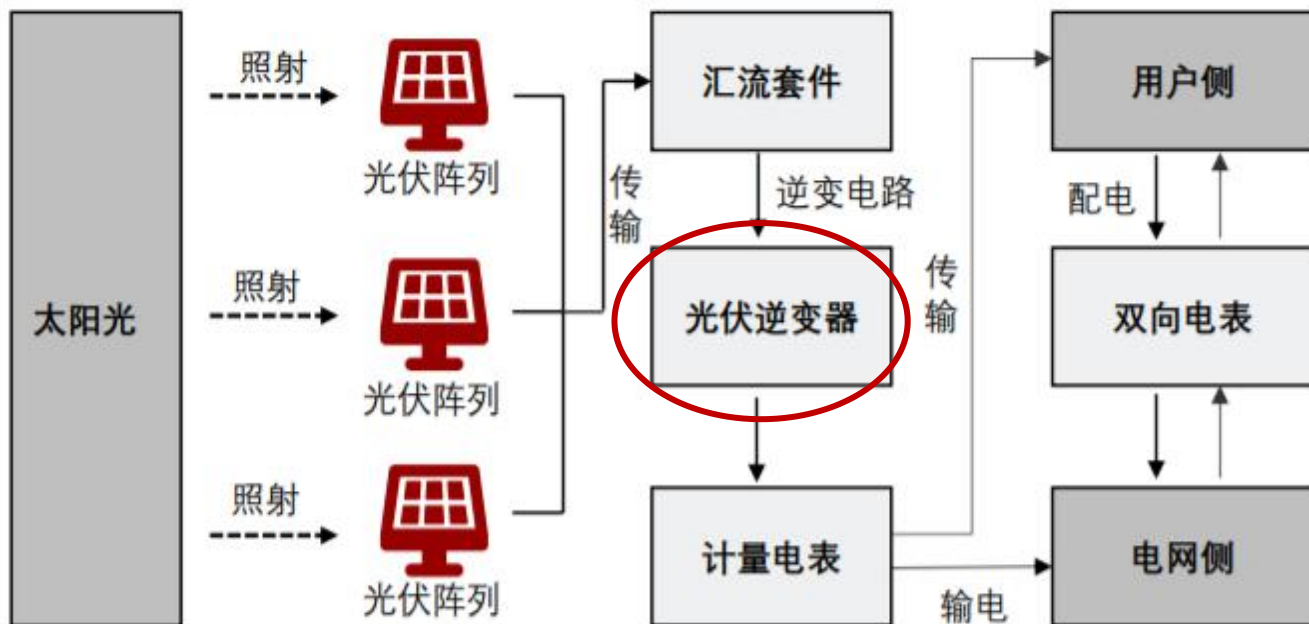 太阳光
照射
光伏阵列
照射
光伏阵列
照射
光伏阵列
传输
汇流套件
逆变电路
光伏逆变器
计量电表
传输
输电
用户侧
配电
双向电表
电网侧